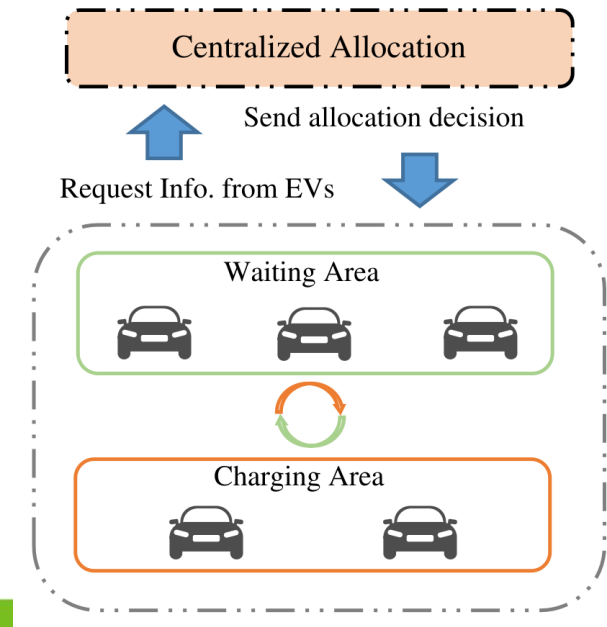 Centralized Allocation
Send allocation decision
Request Info. from EVs
Waiting Area
Charging Area